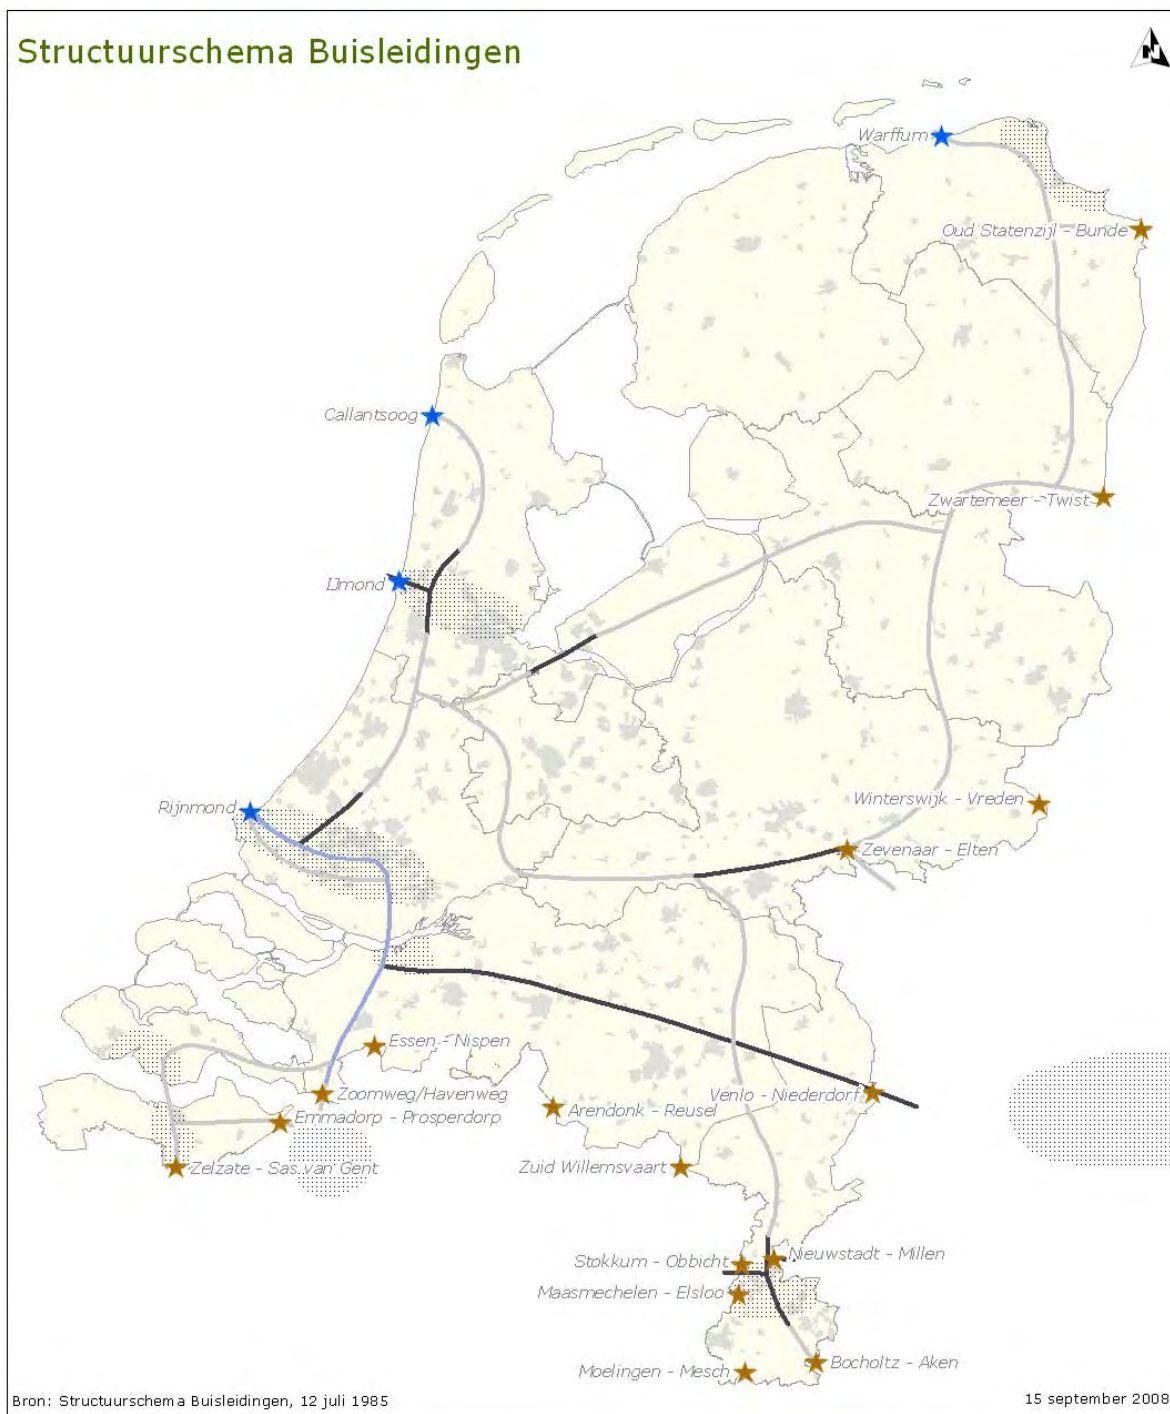 Structuurschema Buisleidingen
N
Warffum
Oud Statenzijl - Bunde
Callantsoog
Zwartemeer - Twist
IJmond
Rijnmond
Winterswijk - Vreden
Zevenaar - Elten
Essen - Nispen
Zoomweg/Havenweg
Venlo - Niederdorf
Emmadorp - Prosperdorp
Arendonk - Reusel
Zelzate - Sas van Gent
Zuid Willemsvaart
Nieuwstadt - Millen
Stokkum - Obbicht
Maasmechelen - Elsloo
Moelingen - Mesch
Bocholtz - Aken
Bron: Structuurschema Buisleidingen, 12 juli 1985
15 september 2008